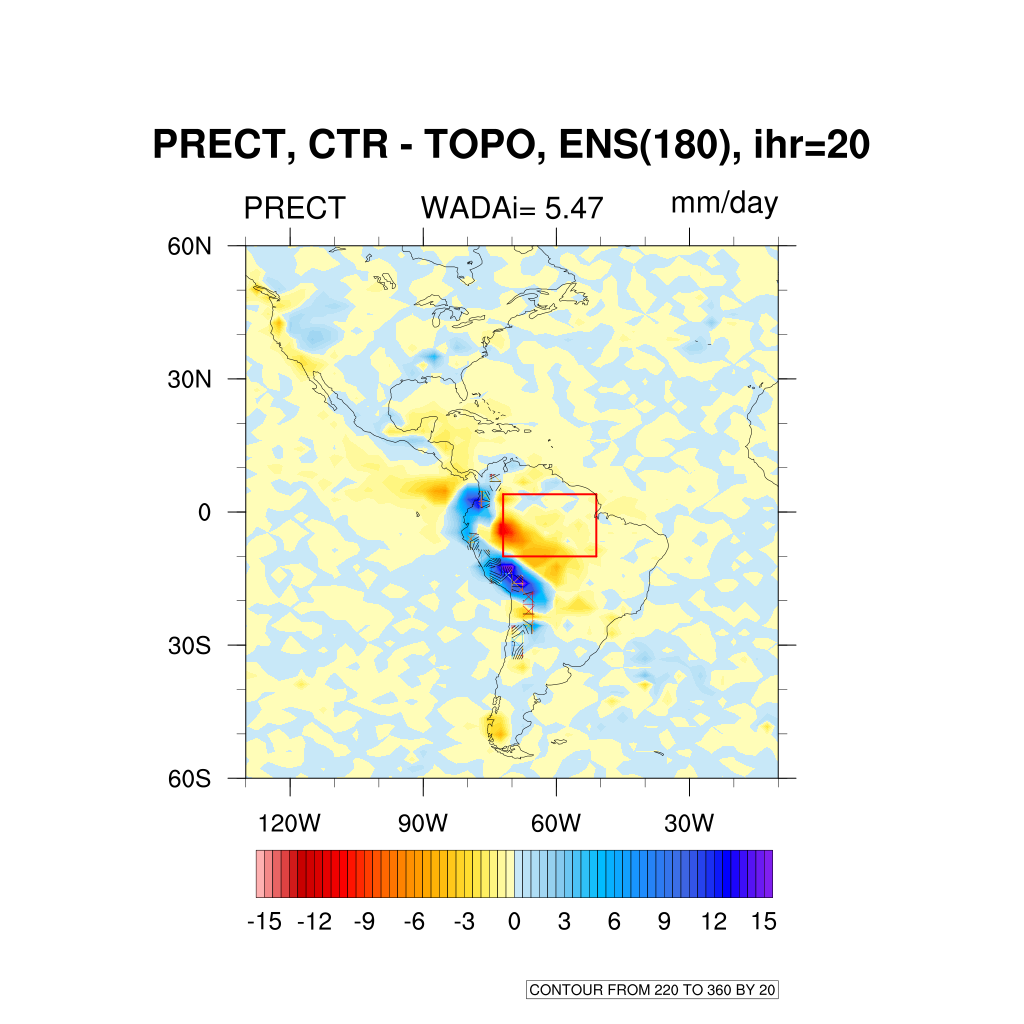 PRECT, CTR - TOPO, ENS(180), ihr=20
PRECT WADAi= 5.47 mm/day
60N
30N
0
30S
60S
120W 90W 60W 30W
-15 -12 -9 -6 -3 0 3 6 9 12 15
CONTOUR FROM 220 TO 360 BY 20